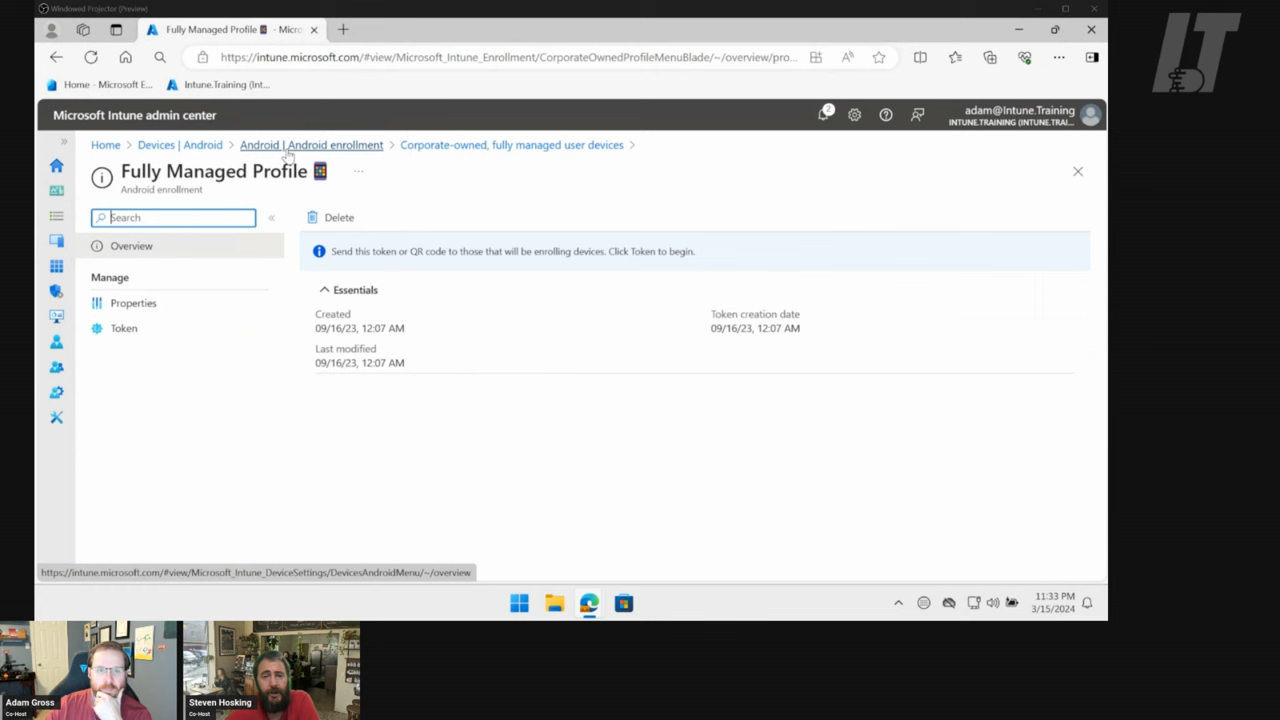 Windowed Projector (Preview)
Fully Managed Profile - Micro
https://intune.microsoft.com/#view/Microsoft_Intune_Enrollment/CorporateOwnedProfileMenuBlade/~/overview/pro...
Home - Microsoft E...
Intune.Training (Int...
Microsoft Intune admin center
2
adam@Intune.Training
INTUNE.TRAINING (INTUNE.TRAI...
Home > Devices | Android > Android | Android enrollment > Corporate-owned, fully managed user devices >
Fully Managed Profile
...
Android enrollment
Search
Delete
Overview
Send this token or QR code to those that will be enrolling devices. Click Token to begin.
Manage
Essentials
Properties
Created
Token creation date
Token
09/16/23, 12:07 AM
09/16/23, 12:07 AM
Last modified
09/16/23, 12:07 AM
https://intune.microsoft.com/#view/Microsoft_Intune_DeviceSettings/DevicesAndroidMenu/~/overview
11:33 PM
3/15/2024
Adam Gross
Co-Host
Steven Hosking
Co-Host
IT